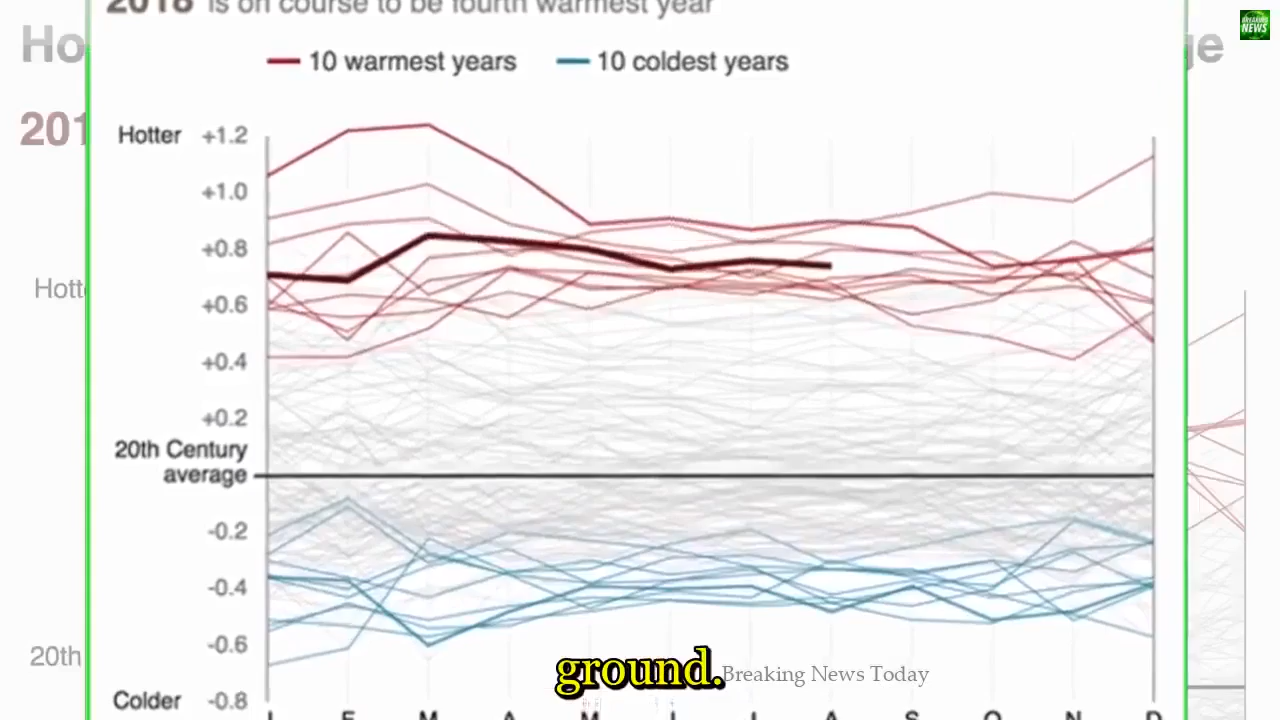 2018 is on course to be fourth warmest year
BREAKING
NEWS
Ho
ge
10 warmest years
10 coldest years
201
Hotter +1.2
+1.0
+0.8
Hott
+0.6
+0.4
+0.2
20th Century
average
-0.2
-0.4
-0.6
20th
ground.
Breaking News Today
Colder -0.8
J F M A M J J A S O N D